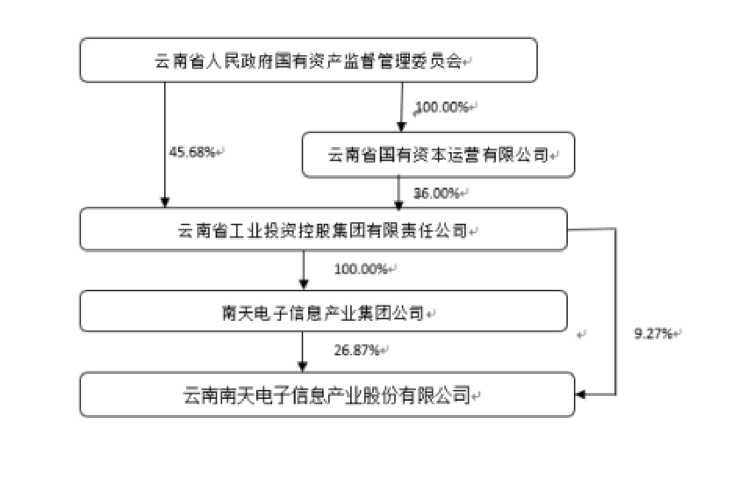 云南省人民政府国有资产监督管理委员会
100.00%
45.68%
云南省国有资本运营有限公司
36.00%
云南省工业投资控股集团有限责任公司
100.00%
南天电子信息产业集团公司
9.27%
26.87%
云南南天电子信息产业股份有限公司